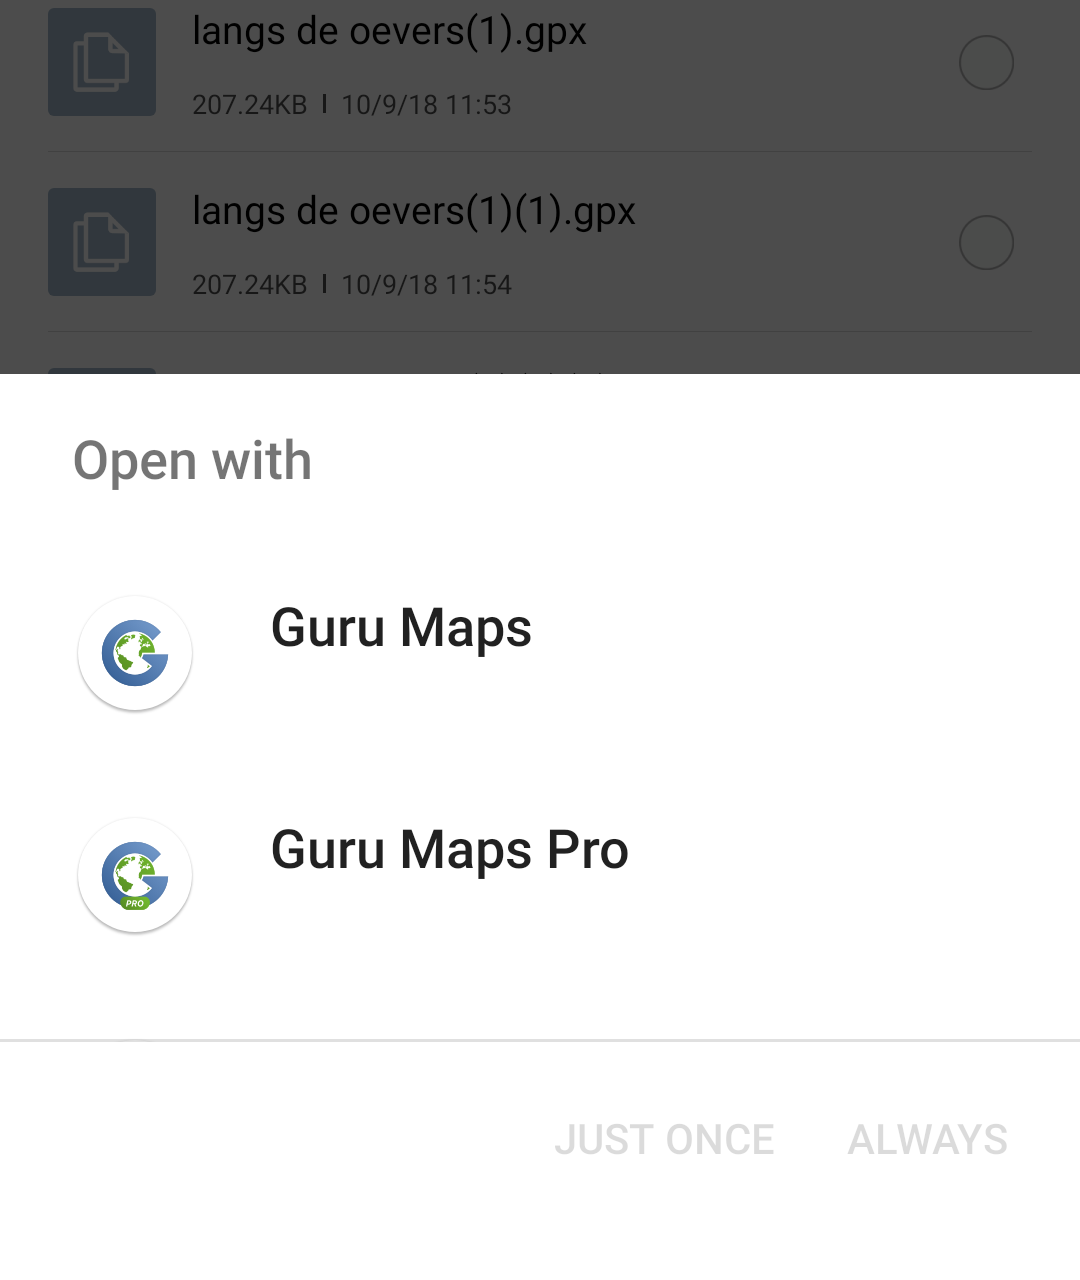 langs de oevers(1).gpx
207.24KB | 10/9/18 11:53
langs de oevers(1)(1).gpx
207.24KB | 10/9/18 11:54
Open with
Guru Maps
PRO
Guru Maps Pro
JUST ONCE ALWAYS